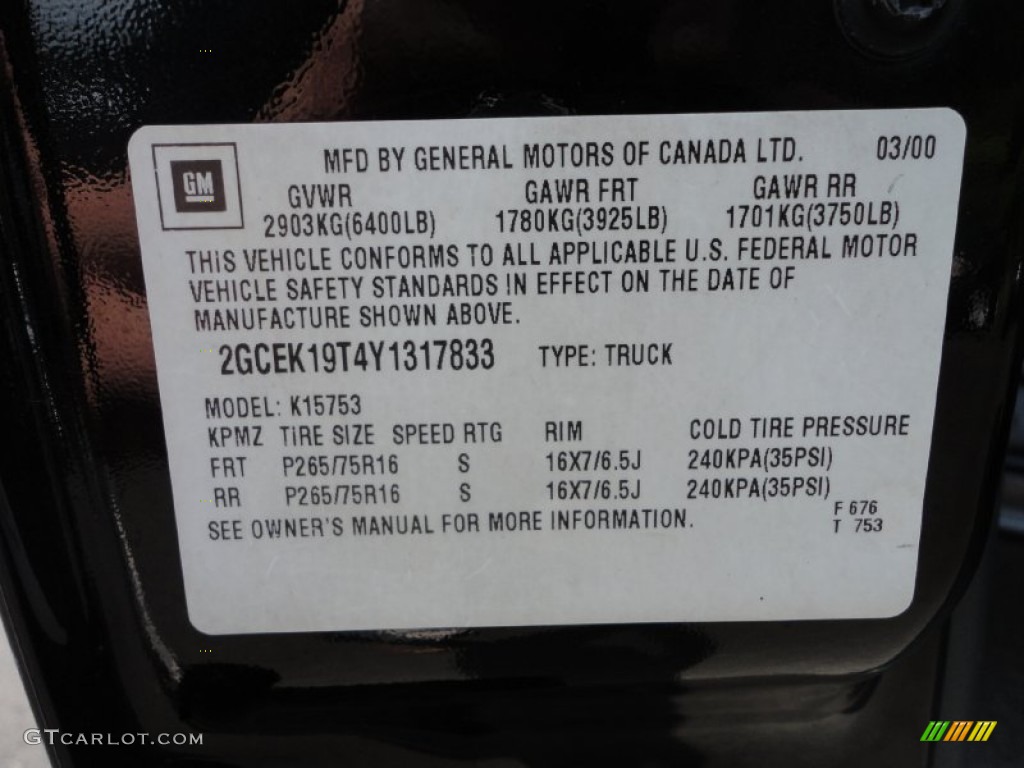 GM
MFD BY GENERAL MOTORS OF CANADA LTD. 03/00
GVWR GAWR FRT GAWR RR
2903KG(6400LB) 1780KG(3925LB) 1701KG(3750LB)
THIS VEHICLE CONFORMS TO ALL APPLICABLE U.S. FEDERAL MOTOR
VEHICLE SAFETY STANDARDS IN EFFECT ON THE DATE OF
MANUFACTURE SHOWN ABOVE.
2GCEK19T4Y1317833 TYPE: TRUCK
MODEL: K15753
KPMZ TIRE SIZE SPEED RTG RIM COLD TIRE PRESSURE
FRT P265/75R16 S 16X7/6.5J 240KPA(35PSI)
RR P265/75R16 S 16X7/6.5J 240KPA(35PSI)
SEE OWNER'S MANUAL FOR MORE INFORMATION.
F 676
T 753
GTCARLOT.COM